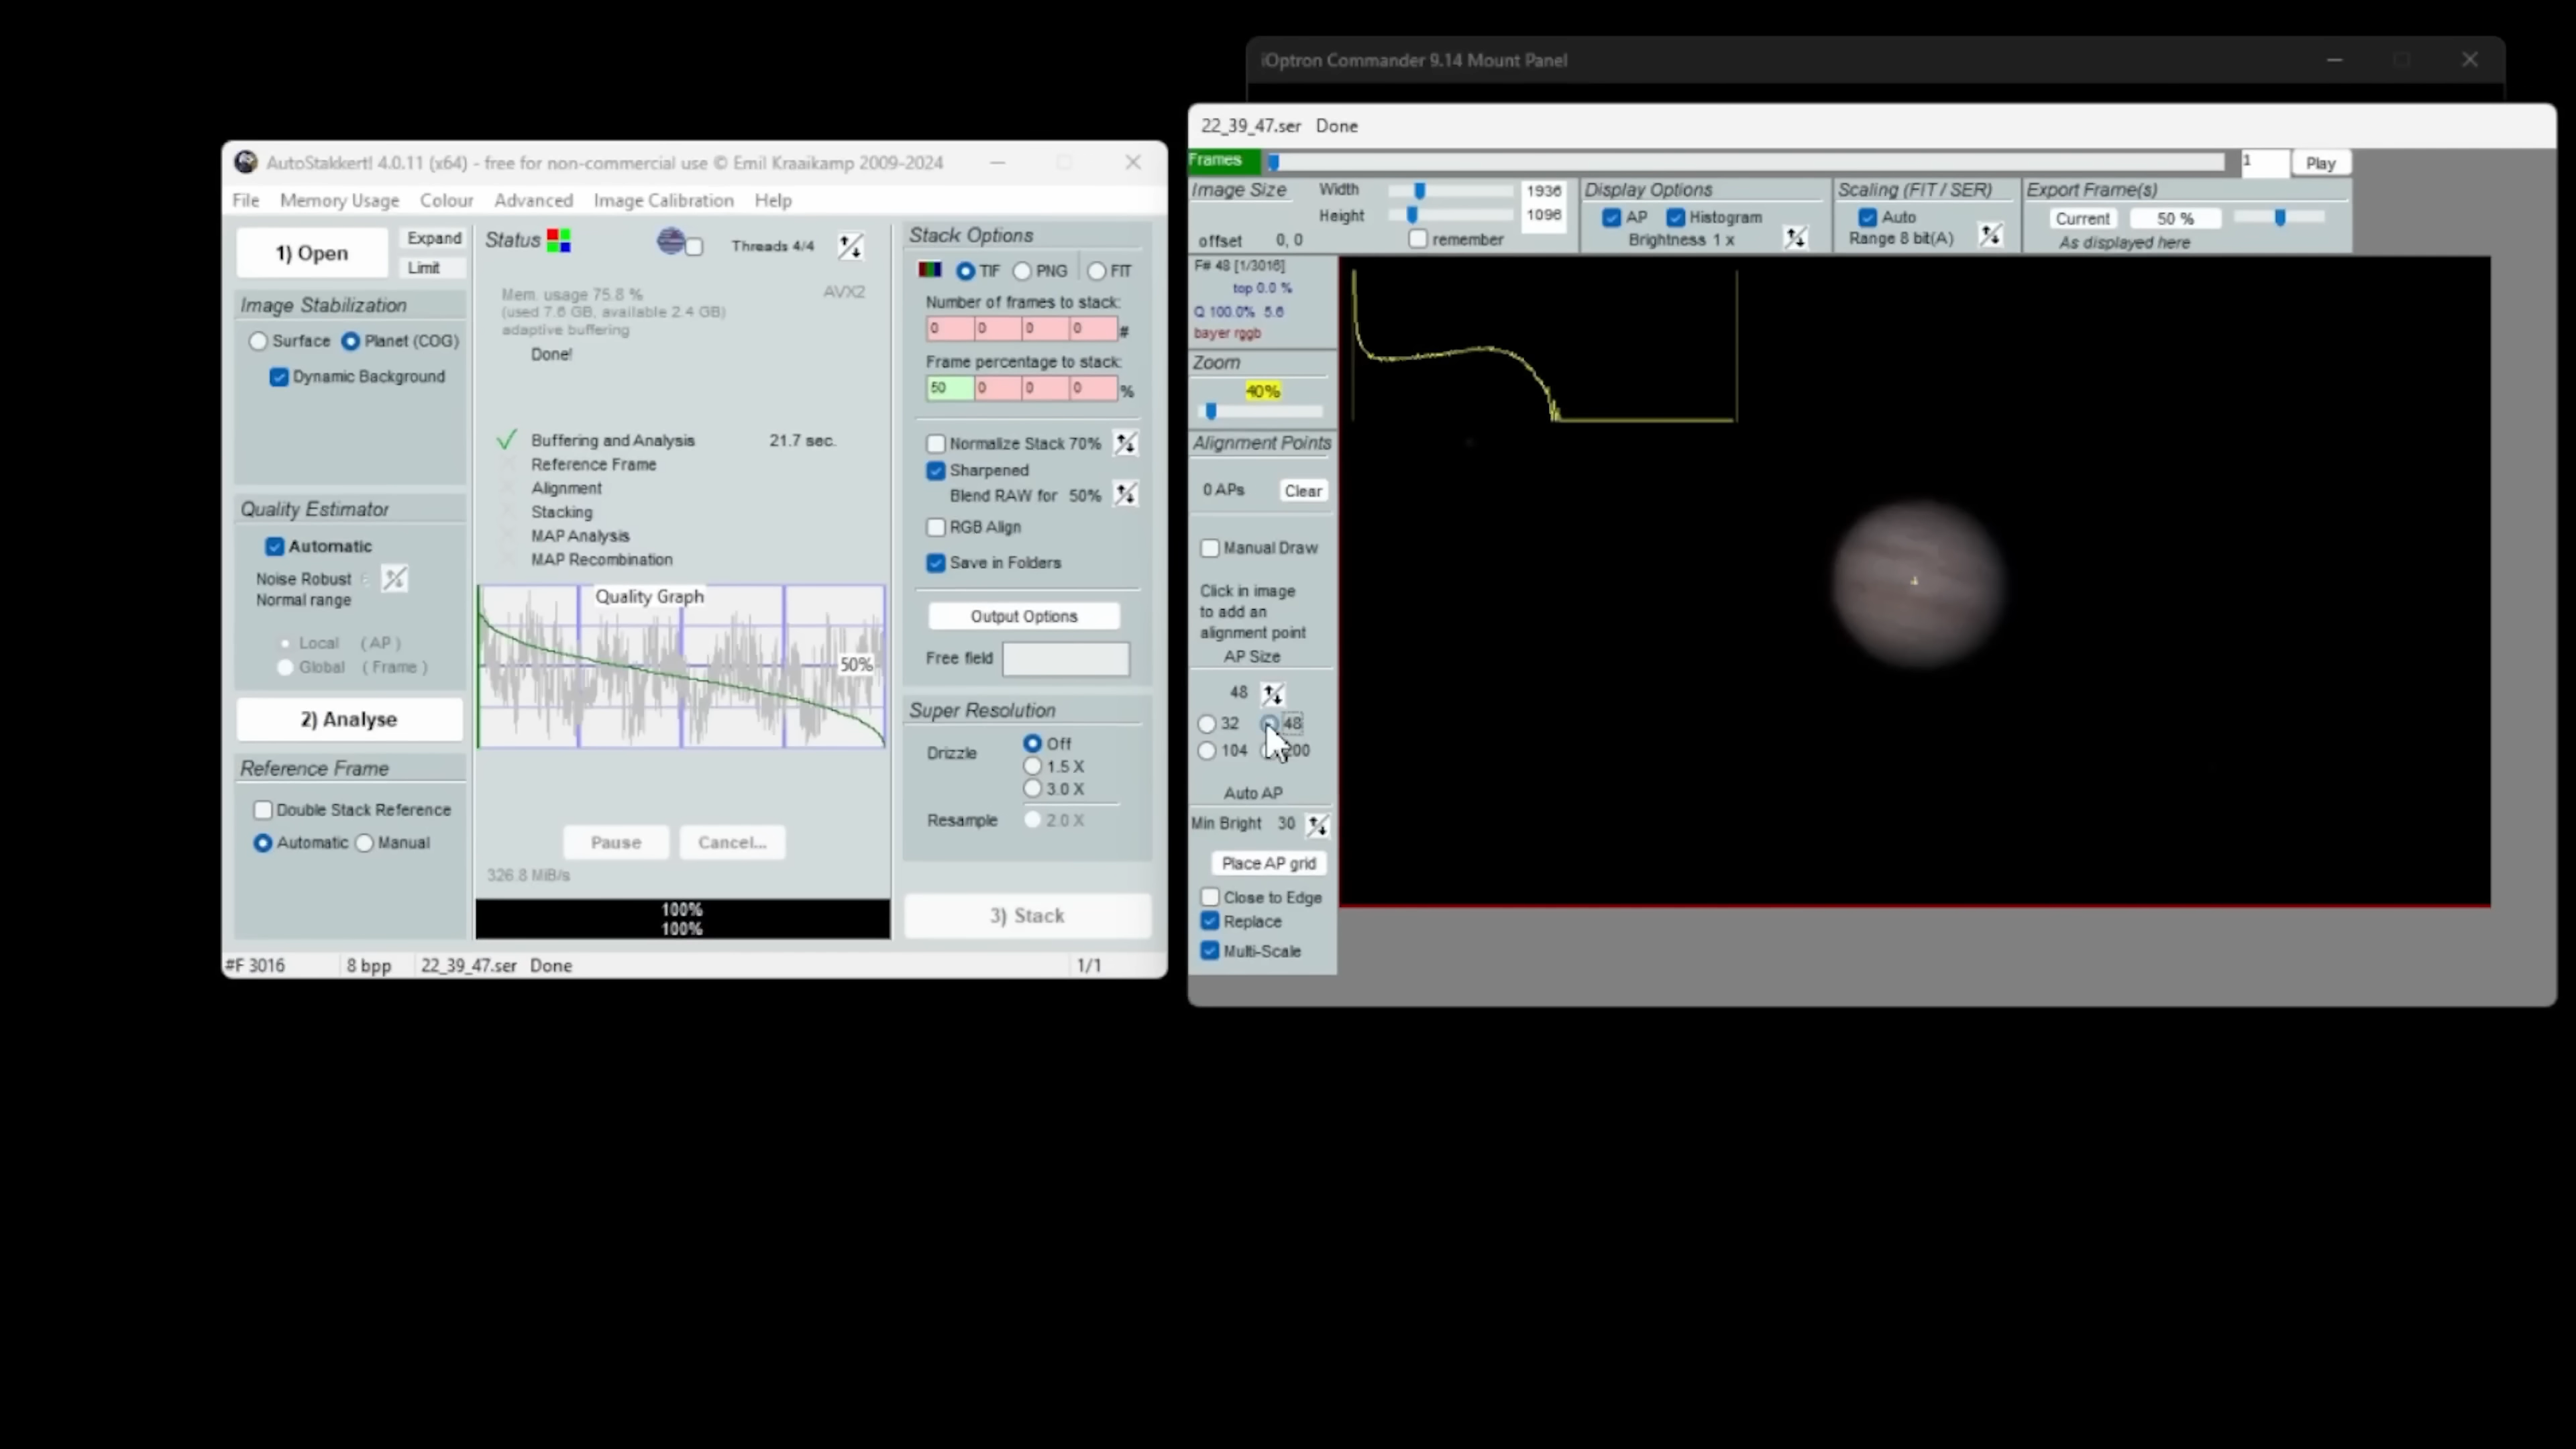 iOptron Commander 9.14 Mount Panel
AutoStakkert! 4.0.11 (x64) - free for non-commercial use © Emil Kraaikamp 2009-2024
File Memory Usage Colour Advanced Image Calibration Help
1) Open
Expand
Limit
Image Stabilization
Surface Planet (COG)
Dynamic Background
Quality Estimator
Automatic
Noise Robust
Normal range
Local (AP)
Global (Frame)
2) Analyse
Reference Frame
Double Stack Reference
Automatic Manual
Status
Threads 4/4
Mem. usage 75.8 %
(used 7.6 GB, available 2.4 GB)
adaptive buffering
AVX2
Done!
Buffering and Analysis 21.7 sec.
Reference Frame
Alignment
Stacking
MAP Analysis
MAP Recombination
Quality Graph
50%
Pause Cancel...
326.8 MiB/s
100%
100%
Stack Options
TIF PNG FIT
Number of frames to stack:
0 0 0 0 #
Frame percentage to stack:
50 0 0 0 %
Normalize Stack 70%
Sharpened
Blend RAW for 50%
RGB Align
Save in Folders
Output Options
Free field
Super Resolution
Drizzle
Off
1.5 X
3.0 X
Resample 2.0 X
3) Stack
#F 3016 8 bpp 22_39_47.ser Done 1/1
22_39_47.ser Done
Frames 1 Play
Image Size Width 1936
Height 1096
offset 0, 0 remember
Display Options
AP Histogram
Brightness 1 x
Scaling (FIT / SER)
Auto
Range 8 bit(A)
Export Frame(s)
Current 50 %
As displayed here
F# 48 [1/3016]
top 0.0 %
Q 100.0% 5.6
bayer rggb
Zoom
40%
Alignment Points
0 APs Clear
Manual Draw
Click in image
to add an
alignment point
AP Size
48
32 48
104 200
Auto AP
Min Bright 30
Place AP grid
Close to Edge
Replace
Multi-Scale